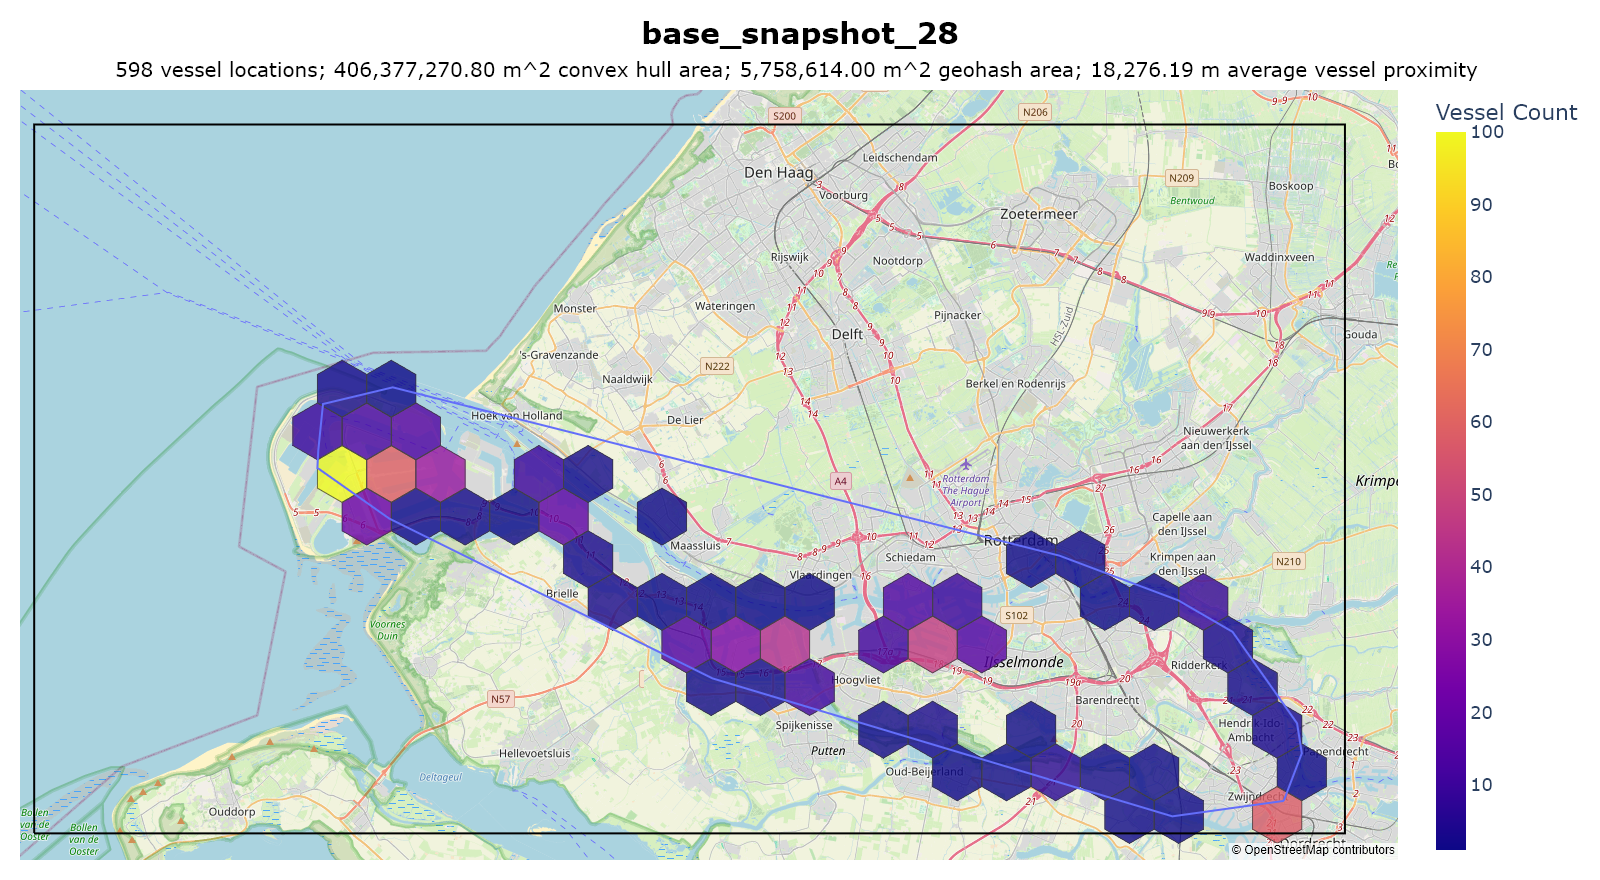 base_snapshot_28
598 vessel locations; 406,377,270.80 m^2 convex hull area; 5,758,614.00 m^2 geohash area; 18,276.19 m average vessel proximity
Vessel Count
100
90
80
70
60
50
40
30
20
10
S200
N206
Leidschendam
Den Haag
Voorburg
N209
Boskoop
Bentwoud
Zoetermeer
Rijswijk
Nootdorp
Waddinxveen
Monster
Wateringen
Pijnacker
HSL-Zuid
Delft
Gouda
's-Gravenzande
N222
Naaldwijk
Berkel en Rodenrijs
Hoek van Holland
De Lier
Nieuwerkerk
aan den IJssel
A4
Rotterdam
The Hague
Airport
Capelle aan
den IJssel
Rotterdam
Maassluis
Schiedam
Krimpen aan
den IJssel
N210
Vlaardingen
Brielle
S102
Voornes
Duin
IJsselmonde
Ridderkerk
Hoogvliet
N57
Barendrecht
Spijkenisse
Hendrik-Ido-
Ambacht
Putten
Papendrecht
Hellevoetsluis
Oud-Beijerland
Deltageul
Zwijndrecht
Ouddorp
Bollen
van de
Ooster
Bollen
van de
Ooster
Dordrecht
© OpenStreetMap contributors